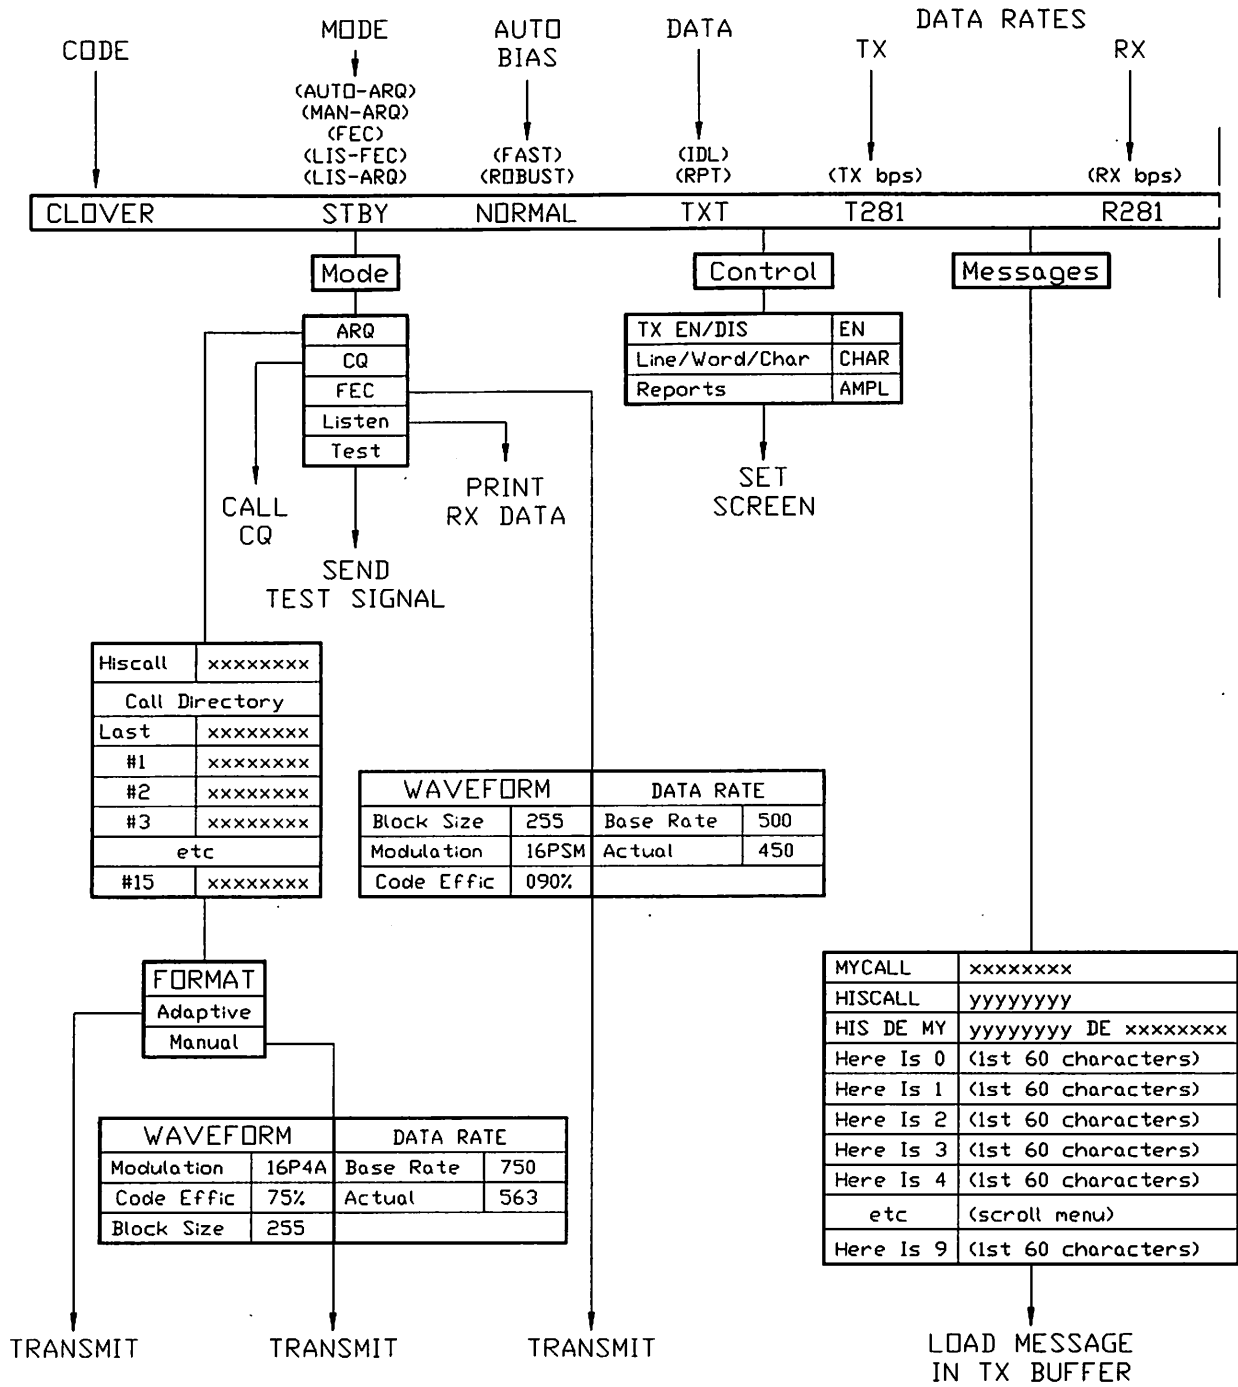 CODE
MODE
AUTO
BIAS
DATA
DATA RATES
TX
RX
(AUTO-ARQ)
(MAN-ARQ)
(FEC)
(LIS-FEC)
(LIS-ARQ)
(FAST)
(ROBUST)
(IDL)
(RPT)
(TX bps)
(RX bps)
CLOVER STBY NORMAL TXT T281 R281
Mode
Control
Messages
ARQ
CQ
FEC
Listen
Test
TX EN/DIS EN
Line/Word/Char CHAR
Reports AMPL
CALL
CQ
PRINT
RX DATA
SEND
TEST SIGNAL
SET
SCREEN
Hiscall xxxxxxxx
Call Directory
Last xxxxxxxx
#1 xxxxxxxx
#2 xxxxxxxx
#3 xxxxxxxx
etc
#15 xxxxxxxx
WAVEFORM DATA RATE
Block Size 255 Base Rate 500
Modulation 16PSM Actual 450
Code Effic 090%
FORMAT
Adaptive
Manual
WAVEFORM DATA RATE
Modulation 16P4A Base Rate 750
Code Effic 75% Actual 563
Block Size 255
MYCALL xxxxxxxx
HISCALL yyyyyyyy
HIS DE MY yyyyyyyy DE xxxxxxxx
Here Is 0 (1st 60 characters)
Here Is 1 (1st 60 characters)
Here Is 2 (1st 60 characters)
Here Is 3 (1st 60 characters)
Here Is 4 (1st 60 characters)
etc (scroll menu)
Here Is 9 (1st 60 characters)
TRANSMIT
TRANSMIT
TRANSMIT
LOAD MESSAGE
IN TX BUFFER